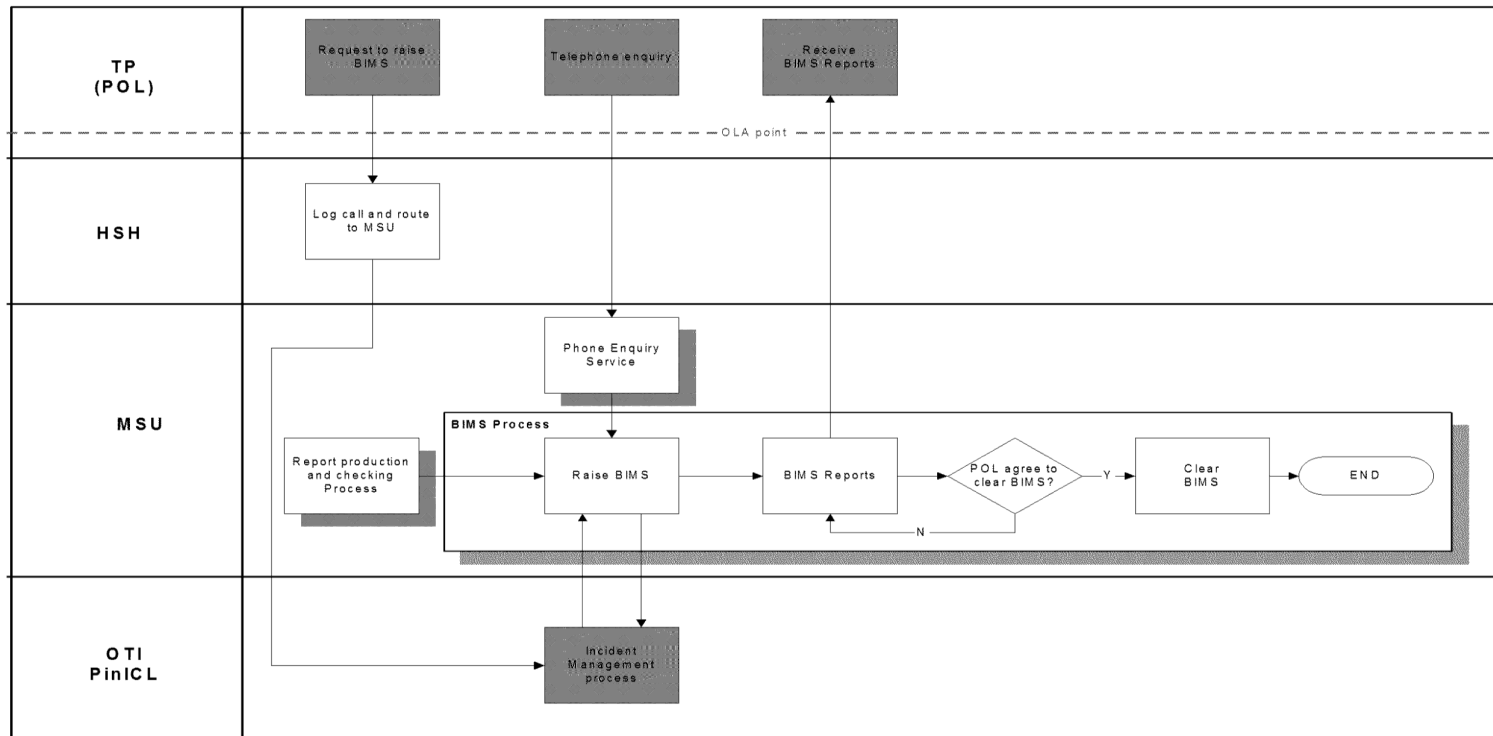 TP
(POL)
Request to raise
BIMS
Telephone enquiry
Receive
BIMS Reports
OLA point
HSH
Log call and route
to MSU
MSU
Phone Enquiry
Service
BIMS Process
Report production
and checking
Process
Raise BIMS
BIMS Reports
POL agree to
clear BIMS?
Y
N
Clear
BIMS
END
OTI
PinICL
Incident
Management
process